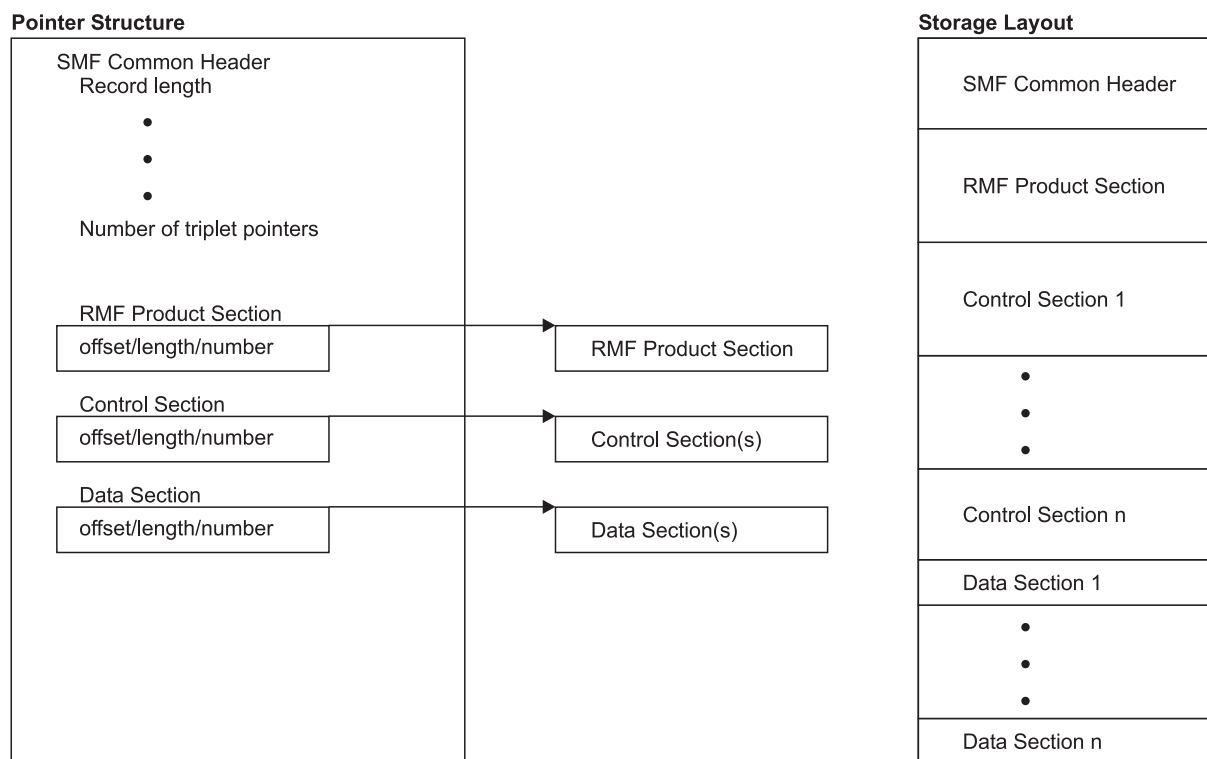 Pointer Structure
SMF Common Header
Record length
•
•
•
Number of triplet pointers
RMF Product Section
offset/length/number
RMF Product Section
Control Section
offset/length/number
Control Section(s)
Data Section
offset/length/number
Data Section(s)
Storage Layout
SMF Common Header
RMF Product Section
Control Section 1
•
•
•
Control Section n
Data Section 1
•
•
•
Data Section n